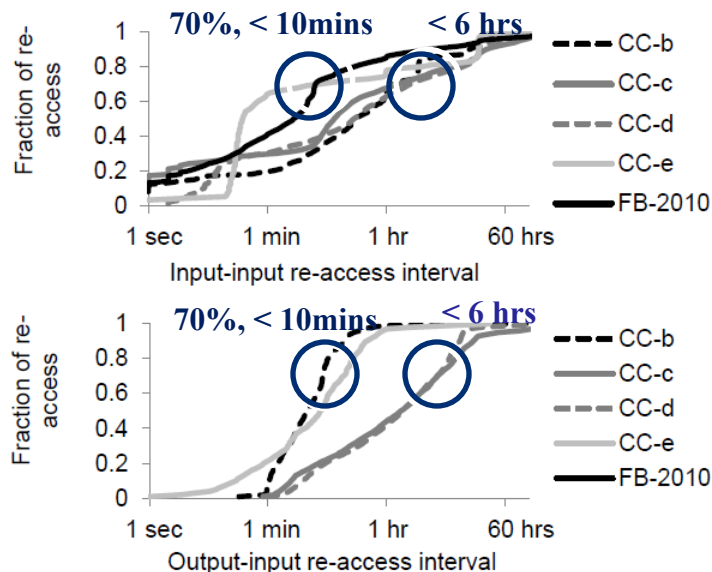 70%, < 10mins
< 6 hrs
Fraction of re-
access
1
0.8
0.6
0.4
0.2
0
1 sec
1 min
1 hr
60 hrs
Input-input re-access interval
CC-b
CC-c
CC-d
CC-e
FB-2010
70%, < 10mins
< 6 hrs
Fraction of re-
access
1
0.8
0.6
0.4
0.2
0
1 sec
1 min
1 hr
60 hrs
Output-input re-access interval
CC-b
CC-c
CC-d
CC-e
FB-2010